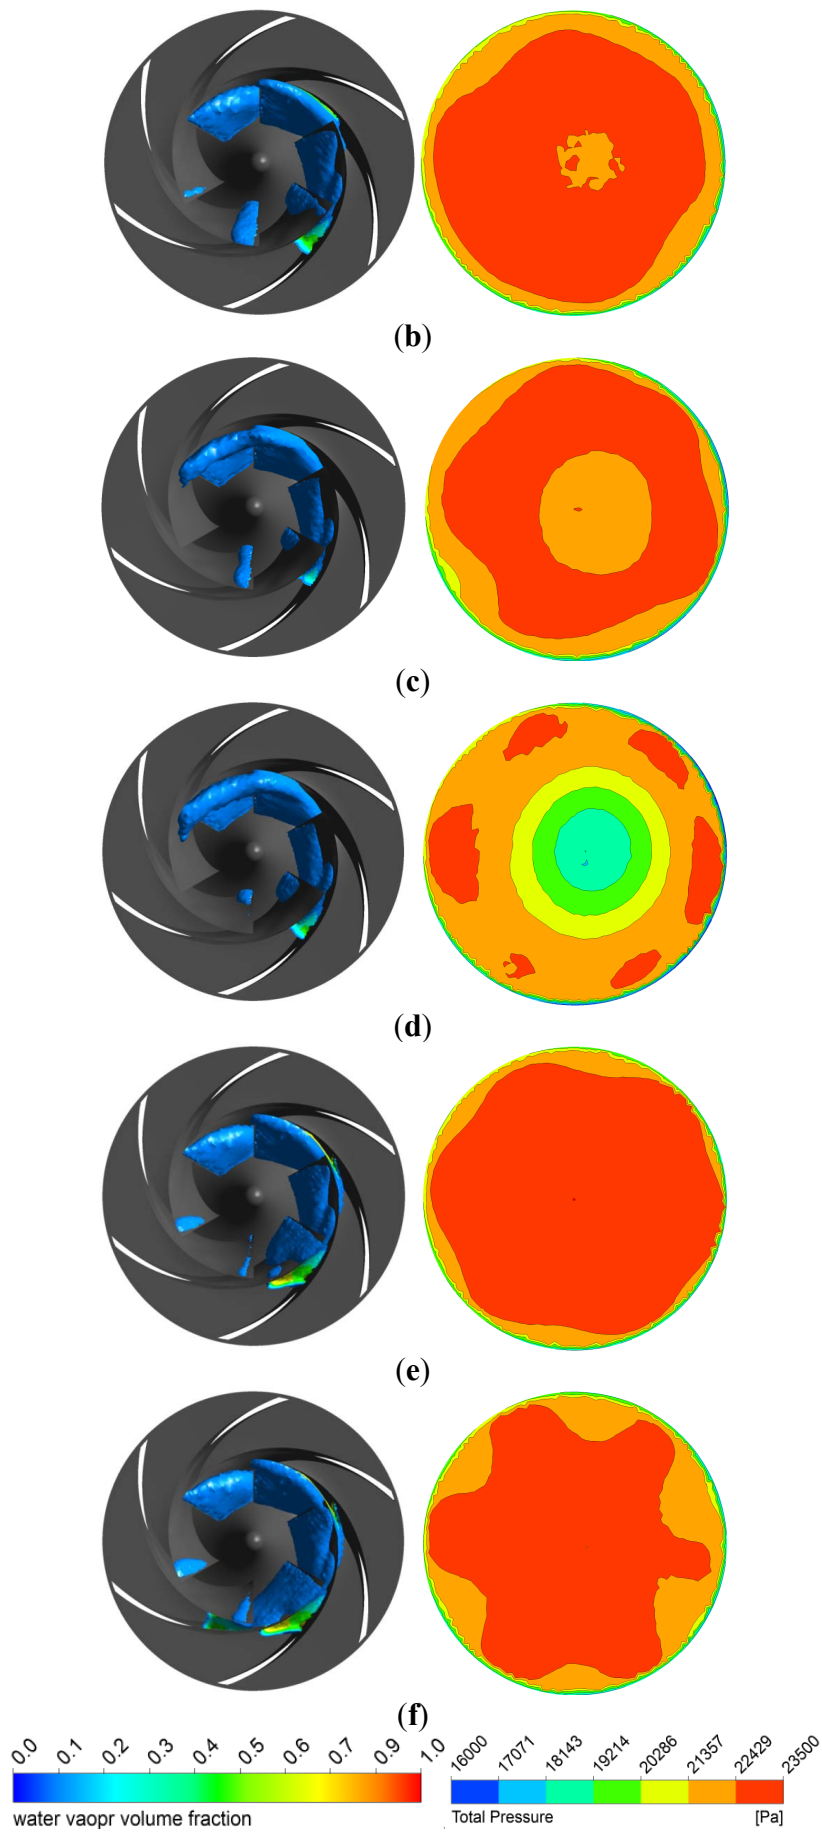 (b)
(c)
(d)
(e)
(f)
0.0 0.1 0.2 0.3 0.4 0.5 0.6 0.7 0.8 0.9 1.0
water vaopr volume fraction
16000 17071 18143 19214 20286 21357 22429 23500
Total Pressure [Pa]